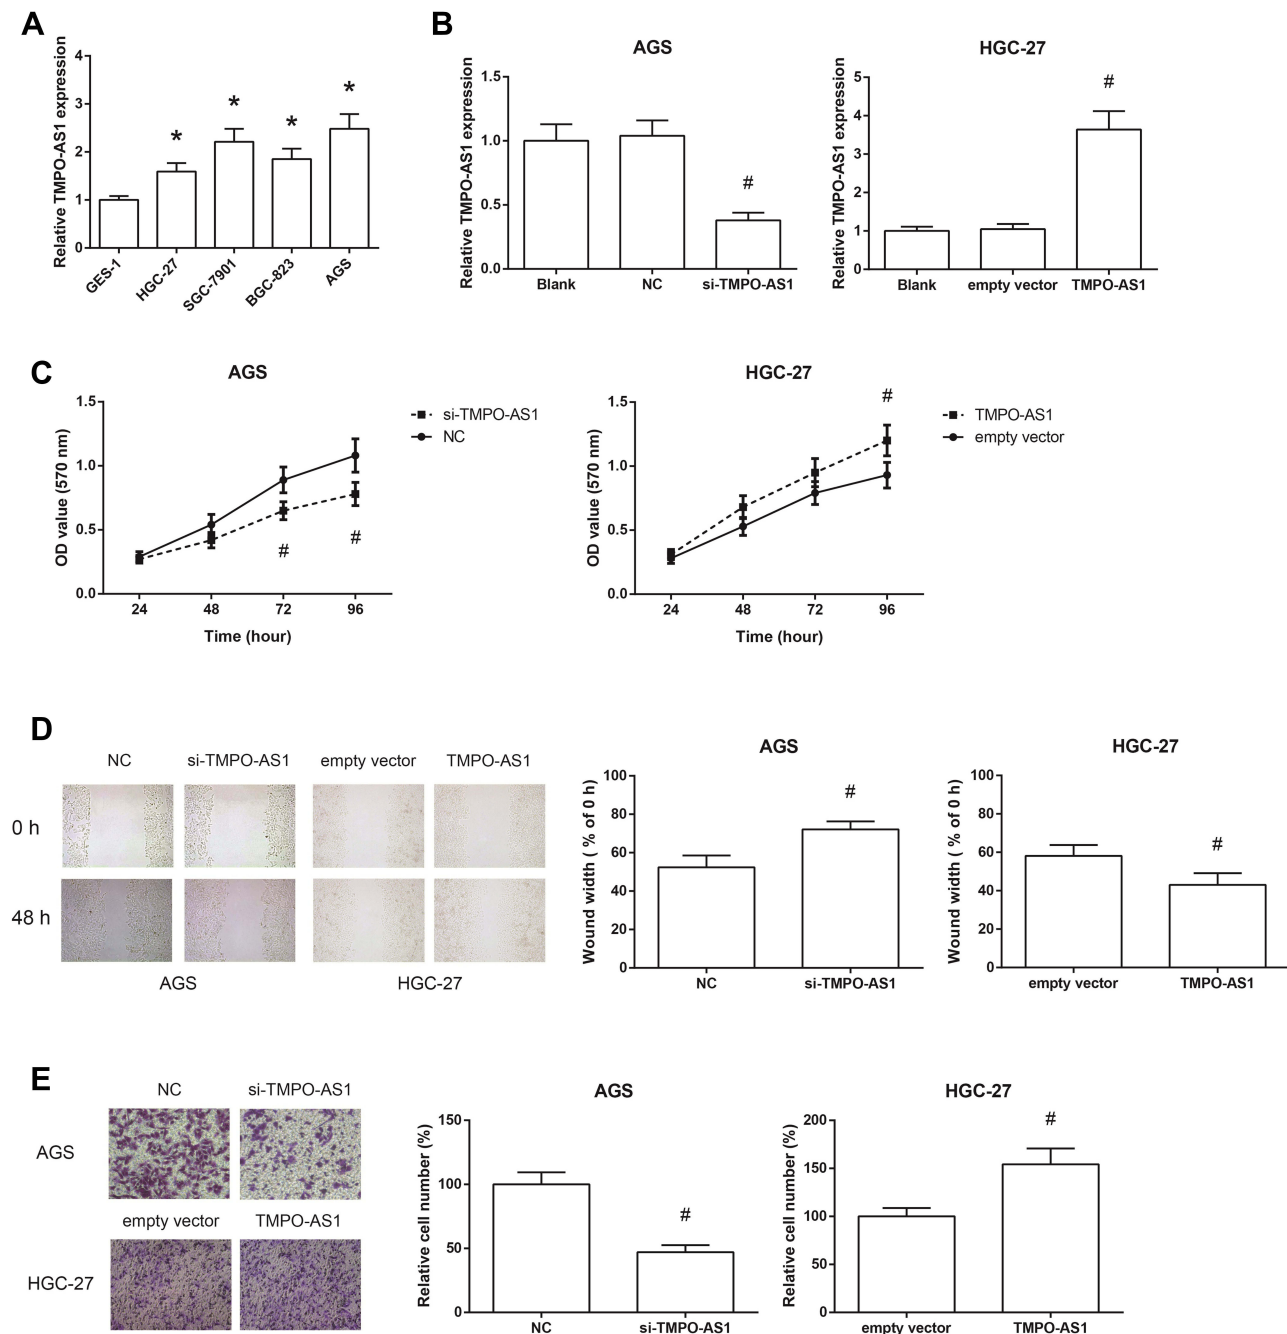 A
Relative TMPO-AS1 expression
4
3
2
1
0
*
*
*
*
GES-1
HGC-27
SGC-7901
BGC-823
AGS
B
AGS
Relative TMPO-AS1 expression
1.5
1.0
0.5
0.0
#
Blank
NC
si-TMPO-AS1
HGC-27
Relative TMPO-AS1 expression
5
4
3
2
1
0
#
Blank
empty vector
TMPO-AS1
C
AGS
OD value (570 nm)
1.5
1.0
0.5
0.0
#
#
24
48
72
96
Time (hour)
si-TMPO-AS1
NC
HGC-27
OD value (570 nm)
1.5
1.0
0.5
0.0
#
24
48
72
96
Time (hour)
TMPO-AS1
empty vector
D
NC
si-TMPO-AS1
empty vector
TMPO-AS1
0 h
48 h
AGS
HGC-27
AGS
Wound width ( % of 0 h)
100
80
60
40
20
0
#
NC
si-TMPO-AS1
HGC-27
Wound width ( % of 0 h)
100
80
60
40
20
0
#
empty vector
TMPO-AS1
E
NC
si-TMPO-AS1
AGS
empty vector
TMPO-AS1
HGC-27
AGS
Relative cell number (%)
150
100
50
0
#
NC
si-TMPO-AS1
HGC-27
Relative cell number (%)
200
150
100
50
0
#
empty vector
TMPO-AS1